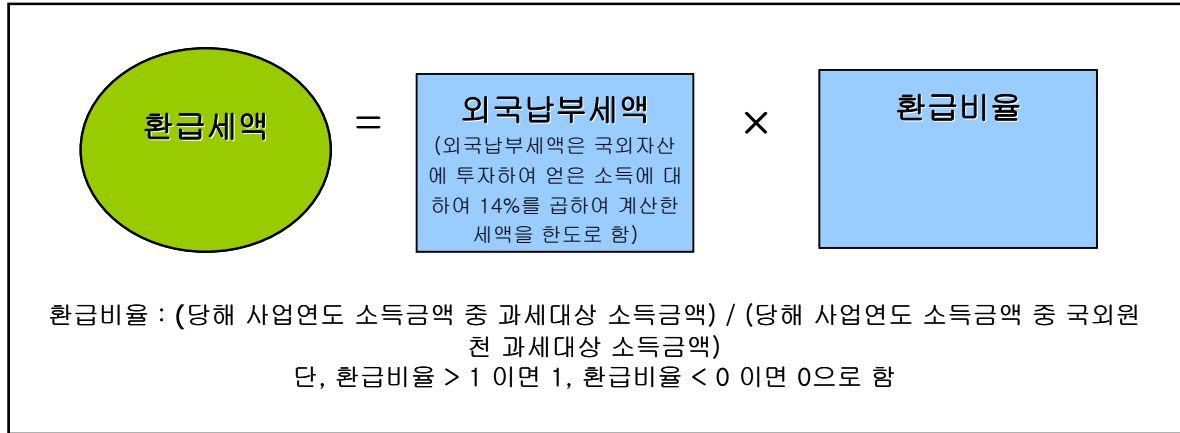 환급세액 = 외국납부세액 × 환급비율
(외국납부세액은 국외자산
에 투자하여 얻은 소득에 대
하여 14%를 곱하여 계산한
세액을 한도로 함)
환급비율 : (당해 사업연도 소득금액 중 과세대상 소득금액) / (당해 사업연도 소득금액 중 국외원
천 과세대상 소득금액)
단, 환급비율 > 1 이면 1, 환급비율 < 0 이면 0으로 함